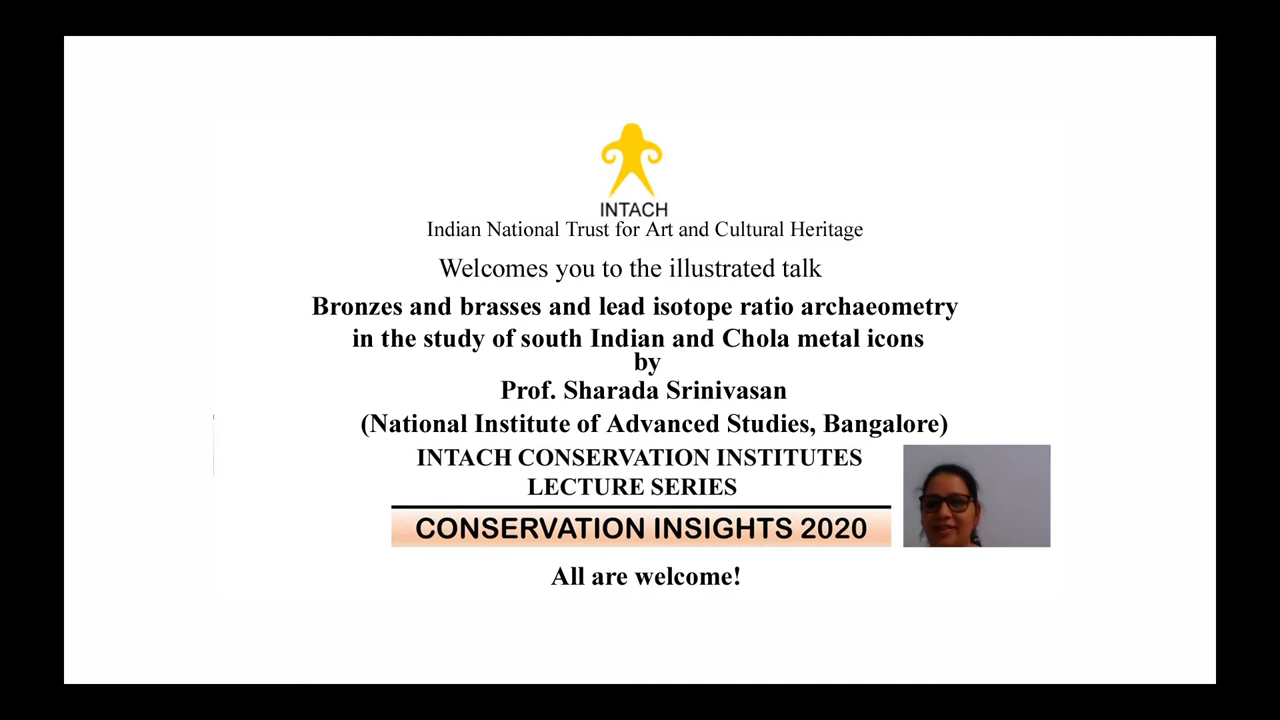 INTACH
Indian National Trust for Art and Cultural Heritage
Welcomes you to the illustrated talk
Bronzes and brasses and lead isotope ratio archaeometry
in the study of south Indian and Chola metal icons
by
Prof. Sharada Srinivasan
(National Institute of Advanced Studies, Bangalore)
INTACH CONSERVATION INSTITUTES
LECTURE SERIES
CONSERVATION INSIGHTS 2020
All are welcome!